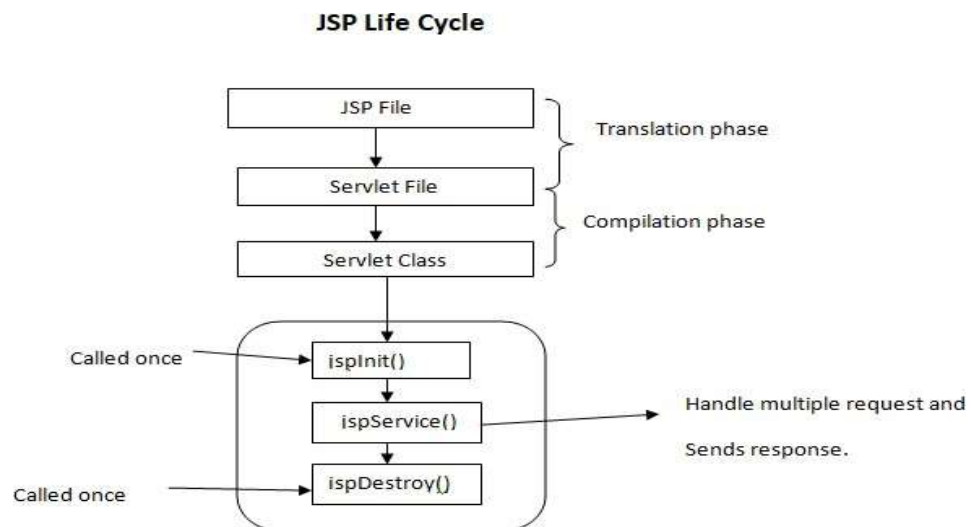 JSP Life Cycle
JSP File
Translation phase
Servlet File
Compilation phase
Servlet Class
Called once
jspInit()
jspService()
Handle multiple request and
Sends response.
jspDestroy()
Called once